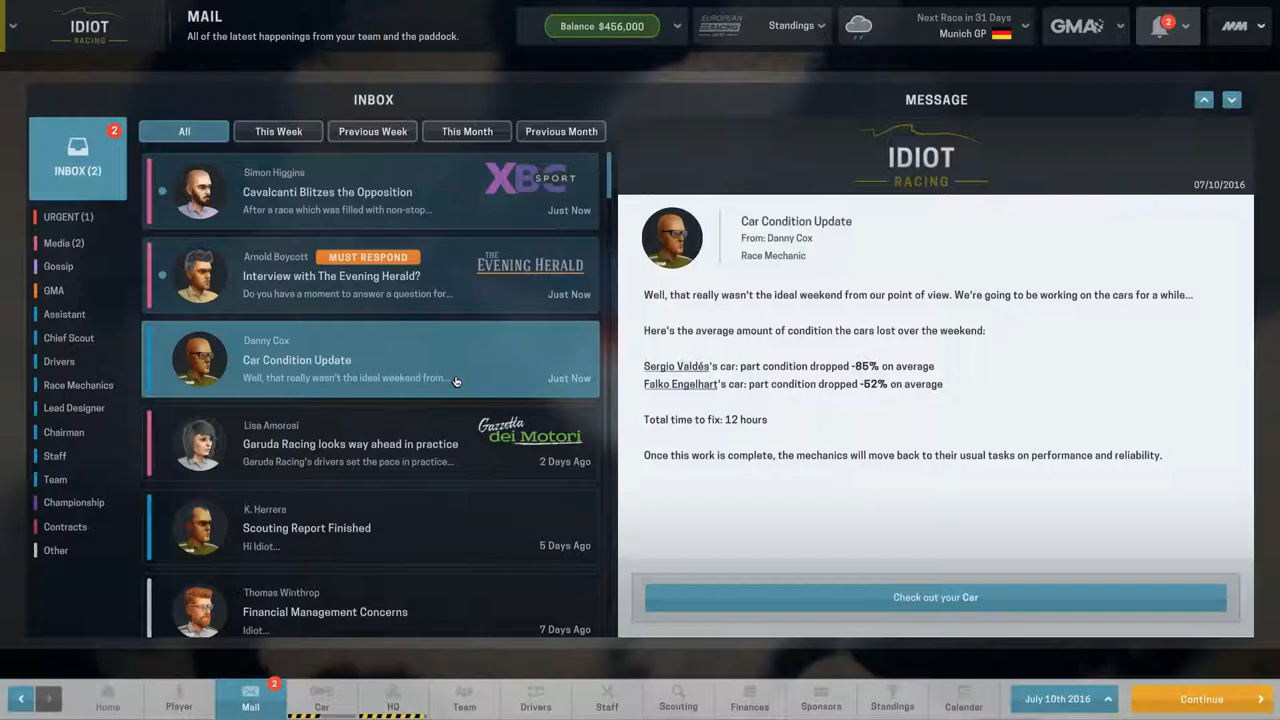 IDIOT
RACING
MAIL
All of the latest happenings from your team and the paddock.
Balance $456,000
EUROPEAN
RACING
Standings
Next Race in 31 Days
Munich GP
GMA
2
INBOX
MESSAGE
2
INBOX (2)
All
This Week
Previous Week
This Month
Previous Month
URGENT (1)
Media (2)
Gossip
GMA
Assistant
Chief Scout
Drivers
Race Mechanics
Lead Designer
Chairman
Staff
Team
Championship
Contracts
Other
Simon Higgins
Cavalcanti Blitzes the Opposition
After a race which was filled with non-stop...
XBC SPORT
Just Now
Arnold Boycott
MUST RESPOND
Interview with The Evening Herald?
Do you have a moment to answer a question for...
THE
EVENING HERALD
Just Now
Danny Cox
Car Condition Update
Well, that really wasn't the ideal weekend from...
Just Now
Lisa Amorosi
Garuda Racing looks way ahead in practice
Garuda Racing's drivers set the pace in practice...
Gazzetta
dei Motori
2 Days Ago
K. Herrera
Scouting Report Finished
Hi Idiot...
5 Days Ago
Thomas Winthrop
Financial Management Concerns
Idiot...
7 Days Ago
IDIOT
RACING
07/10/2016
Car Condition Update
From: Danny Cox
Race Mechanic
Well, that really wasn't the ideal weekend from our point of view. We're going to be working on the cars for a while...
Here's the average amount of condition the cars lost over the weekend:
Sergio Valdés's car: part condition dropped -85% on average
Falko Engelhart's car: part condition dropped -52% on average
Total time to fix: 12 hours
Once this work is complete, the mechanics will move back to their usual tasks on performance and reliability.
Check out your Car
Home
Player
Mail
2
Car
HQ
Team
Drivers
Staff
Scouting
Finances
Sponsors
Standings
Calendar
July 10th 2016
Continue